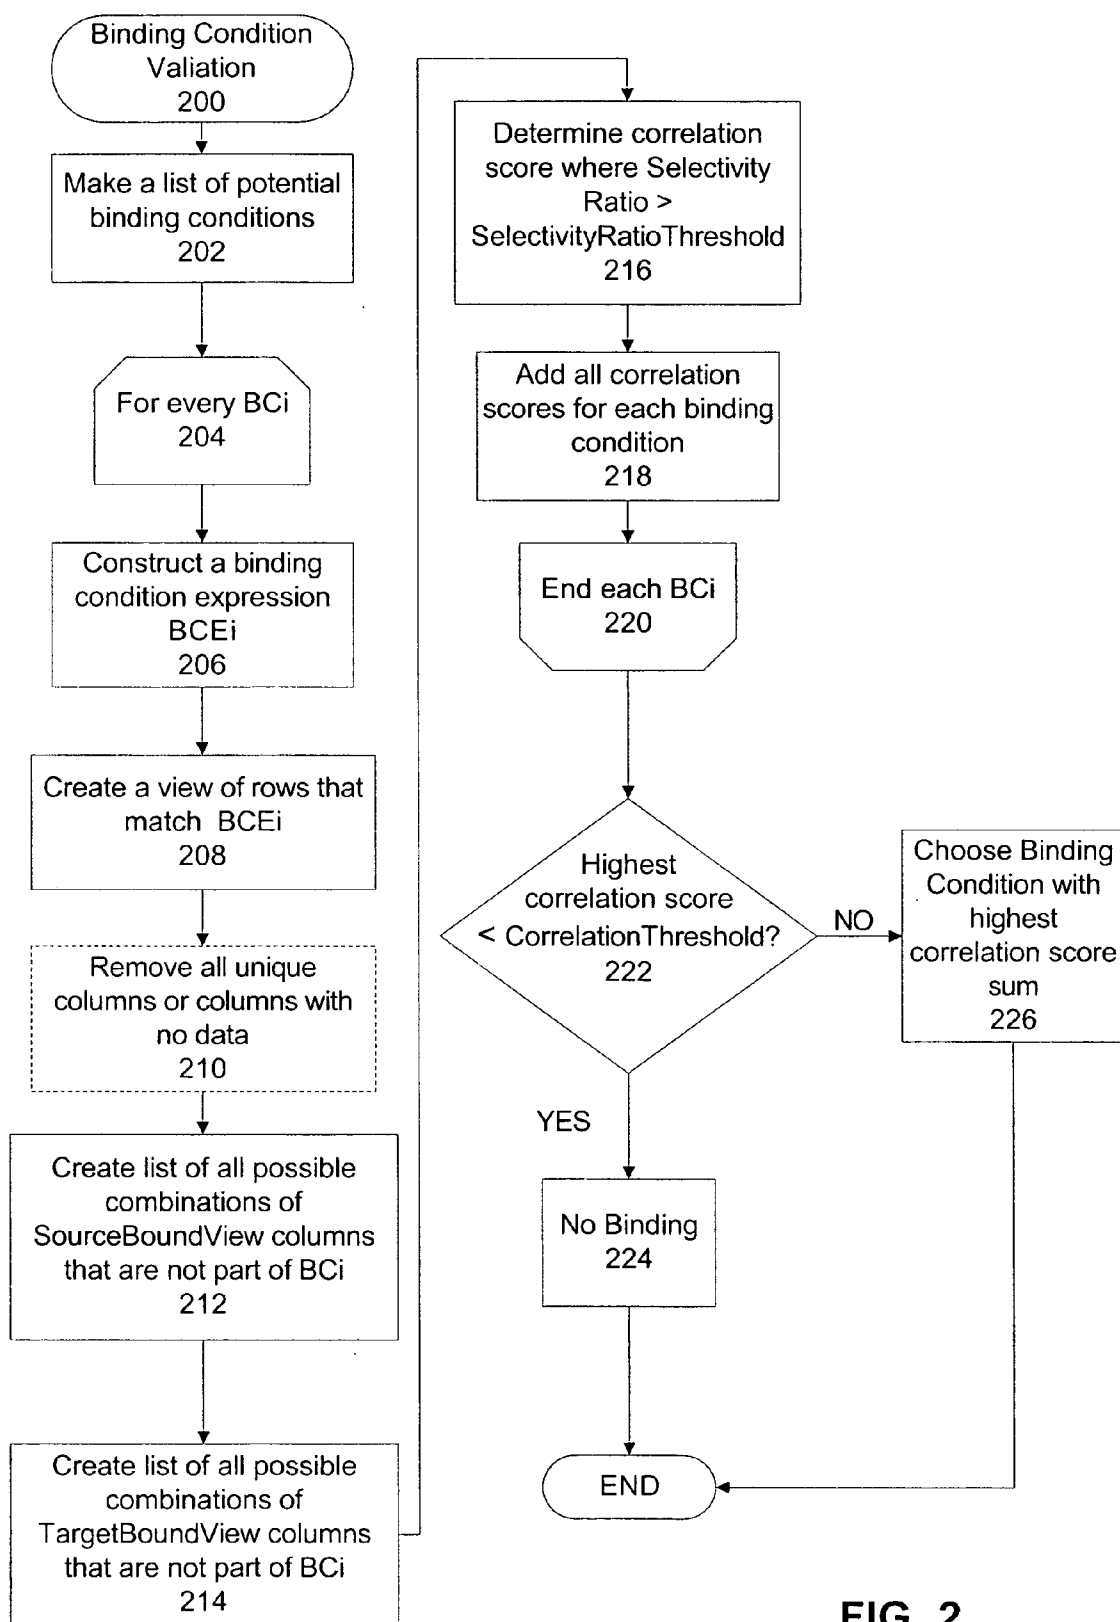 Binding Condition
Valiation
200
Make a list of potential
binding conditions
202
For every BCi
204
Construct a binding
condition expression
BCEi
206
Create a view of rows that
match BCEi
208
Remove all unique
columns or columns with
no data
210
Create list of all possible
combinations of
SourceBoundView columns
that are not part of BCi
212
Create list of all possible
combinations of
TargetBoundView columns
that are not part of BCi
214
Determine correlation
score where Selectivity
Ratio >
SelectivityRatioThreshold
216
Add all correlation
scores for each binding
condition
218
End each BCi
220
Highest
correlation score
< CorrelationThreshold?
222
NO
Choose Binding
Condition with
highest
correlation score
sum
226
YES
No Binding
224
END
FIG. 2